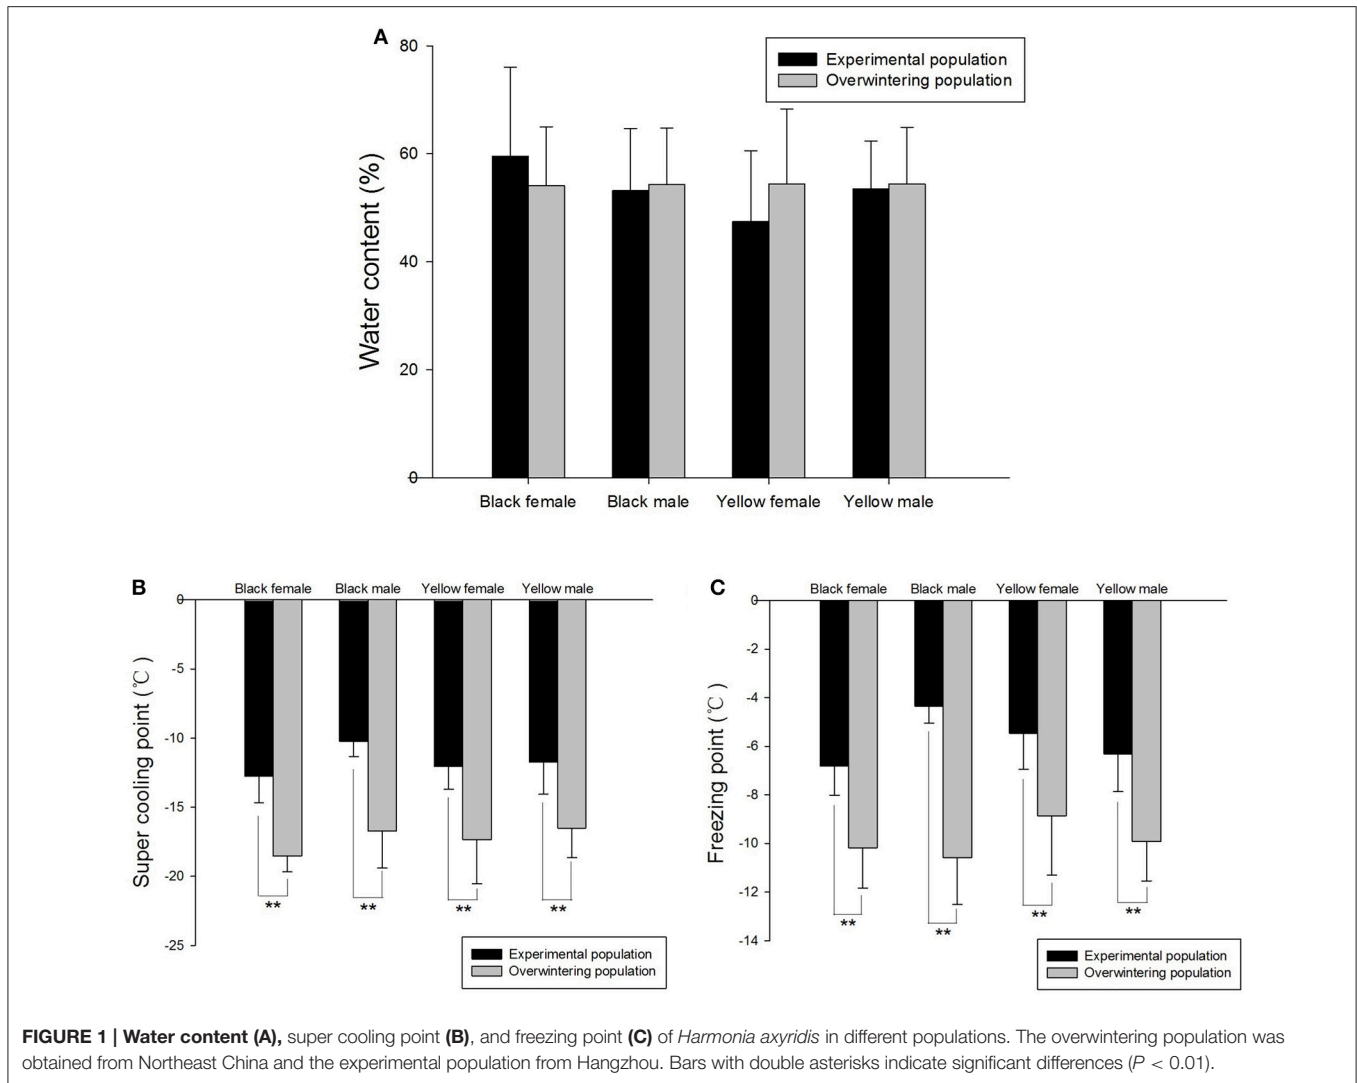 A
80
60
40
20
0
Water content (%)
Experimental population
Overwintering population
Black female Black male Yellow female Yellow male
B
Black female Black male Yellow female Yellow male
0
-5
-10
-15
-20
-25
Super cooling point (℃)
** ** ** **
Experimental population
Overwintering population
C
Black female Black male Yellow female Yellow male
0
-2
-4
-6
-8
-10
-12
-14
Freezing point (℃)
** ** ** **
Experimental population
Overwintering population
FIGURE 1 | Water content (A), super cooling point (B), and freezing point (C) of Harmonia axyridis in different populations. The overwintering population was
obtained from Northeast China and the experimental population from Hangzhou. Bars with double asterisks indicate significant differences (P < 0.01).